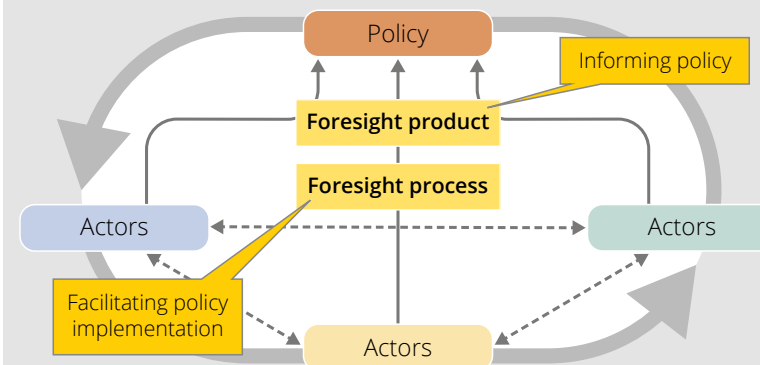 Policy
Informing policy
Foresight product
Foresight process
Actors
Actors
Facilitating policy
implementation
Actors